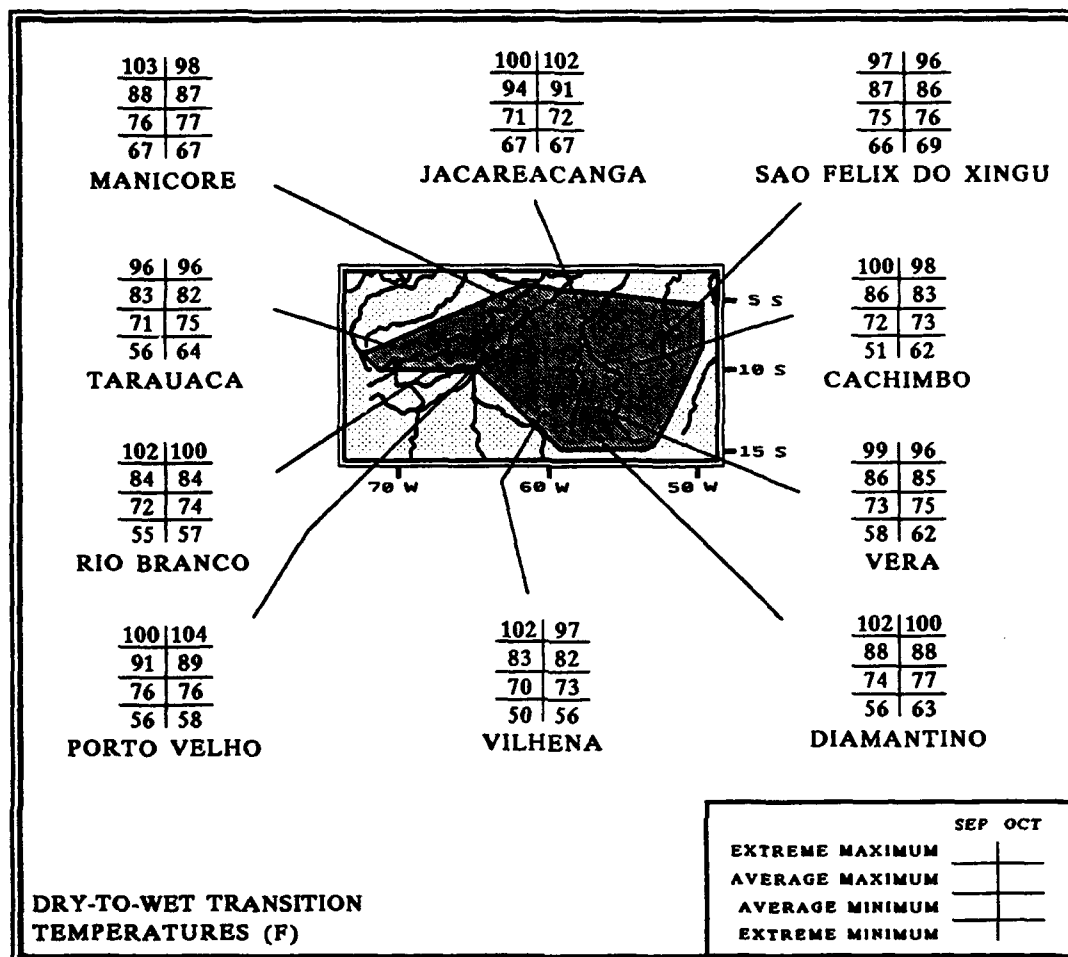 103 98
88 87
76 77
67 67
MANICORE
100 102
94 91
71 72
67 67
JACAREACANGA
97 96
87 86
75 76
66 69
SAO FELIX DO XINGU
96 96
83 82
71 75
56 64
TARAUACA
100 98
86 83
72 73
51 62
CACHIMBO
5 S
10 S
15 S
70 W 60 W 50 W
102 100
84 84
72 74
55 57
RIO BRANCO
99 96
86 85
73 75
58 62
VERA
100 104
91 89
76 76
56 58
PORTO VELHO
102 97
83 82
70 73
50 56
VILHENA
102 100
88 88
74 77
56 63
DIAMANTINO
DRY-TO-WET TRANSITION
TEMPERATURES (F)
SEP OCT
EXTREME MAXIMUM
AVERAGE MAXIMUM
AVERAGE MINIMUM
EXTREME MINIMUM